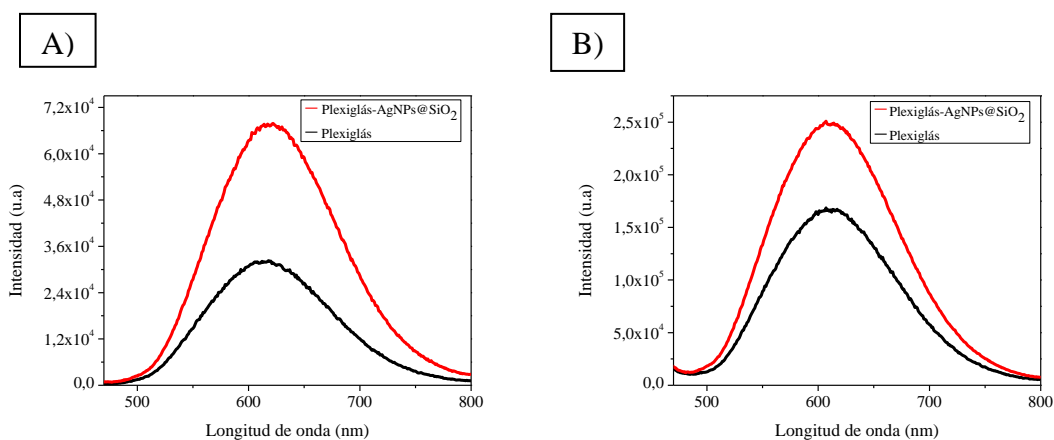 A)
7,2x10⁴
6,0x10⁴
4,8x10⁴
3,6x10⁴
2,4x10⁴
1,2x10⁴
0,0
Intensidad (u.a)
Plexiglás-AgNPs@SiO₂
Plexiglás
500 600 700 800
Longitud de onda (nm)
B)
2,5x10⁵
2,0x10⁵
1,5x10⁵
1,0x10⁵
5,0x10⁴
0,0
Intensidad (u.a)
Plexiglás-AgNPs@SiO₂
Plexiglás
500 600 700 800
Longitud de onda (nm)